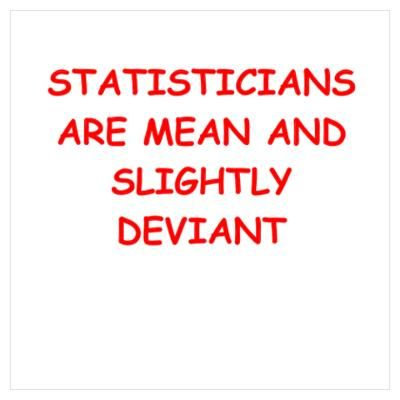 STATISTICIANS
ARE MEAN AND
SLIGHTLY
DEVIANT